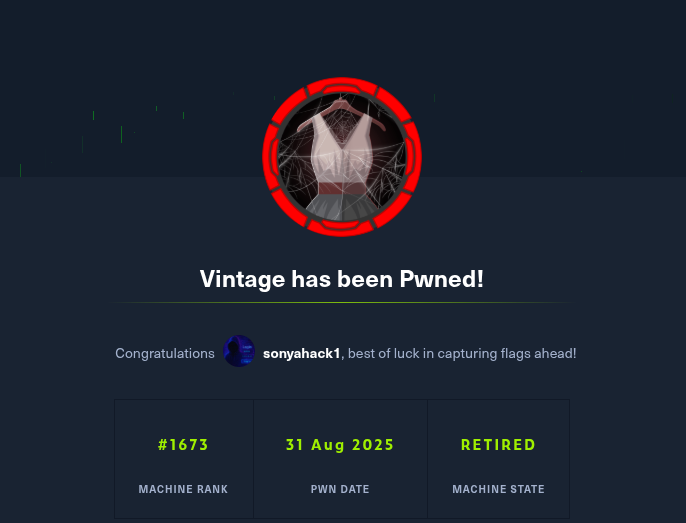 Vintage has been Pwned!
Congratulations sonyahack1, best of luck in capturing flags ahead!
#1673 31 Aug 2025 RETIRED
MACHINE RANK PWN DATE MACHINE STATE